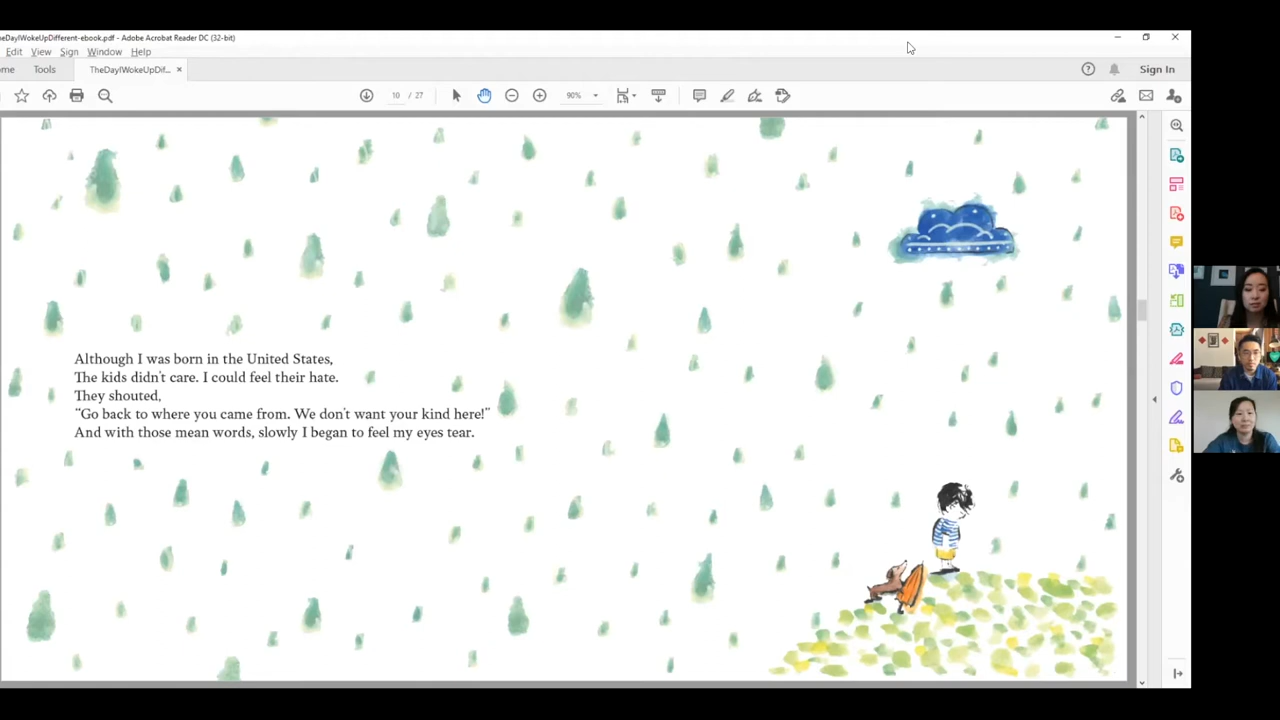 heDayIWokeUpDifferent-ebook.pdf - Adobe Acrobat Reader DC (32-bit)
Edit View Sign Window Help
ome Tools TheDayIWokeUpDif... × Sign In
10 / 27 90%
Although I was born in the United States,
The kids didn't care. I could feel their hate.
They shouted,
“Go back to where you came from. We don't want your kind here!”
And with those mean words, slowly I began to feel my eyes tear.